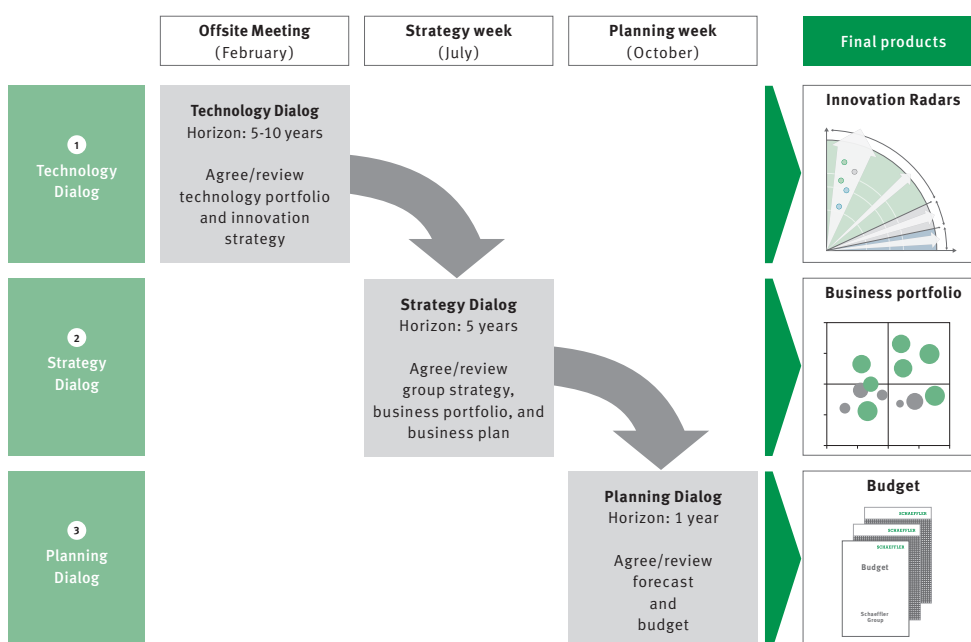 Offsite Meeting
(February)
Strategy week
(July)
Planning week
(October)
Final products
1
Technology
Dialog
Technology Dialog
Horizon: 5-10 years
Agree/review
technology portfolio
and innovation
strategy
Innovation Radars
2
Strategy
Dialog
Strategy Dialog
Horizon: 5 years
Agree/review
group strategy,
business portfolio, and
business plan
Business portfolio
3
Planning
Dialog
Planning Dialog
Horizon: 1 year
Agree/review
forecast
and
budget
Budget
SCHAEFFLER
SCHAEFFLER
SCHAEFFLER
Budget
Schaeffler
Group